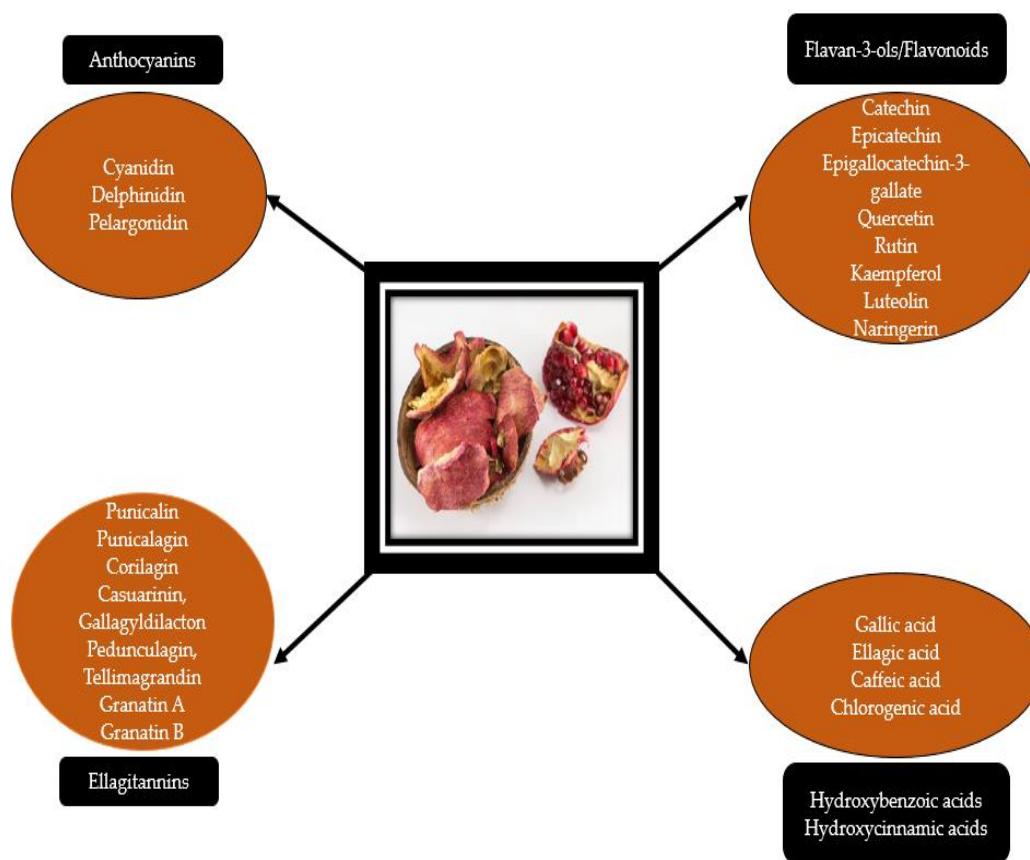 Anthocyanins
Cyanidin
Delphinidin
Pelargonidin
Flavan-3-ols/Flavonoids
Catechin
Epicatechin
Epigallocatechin-3-
gallate
Quercetin
Rutin
Kaempferol
Luteolin
Naringerin
Punicalin
Punicalagin
Corilagin
Casuarinin,
Gallagyldilacton
Pedunculagin,
Tellimagrandin
Granatin A
Granatin B
Ellagitannins
Gallic acid
Ellagic acid
Caffeic acid
Chlorogenic acid
Hydroxybenzoic acids
Hydroxycinnamic acids